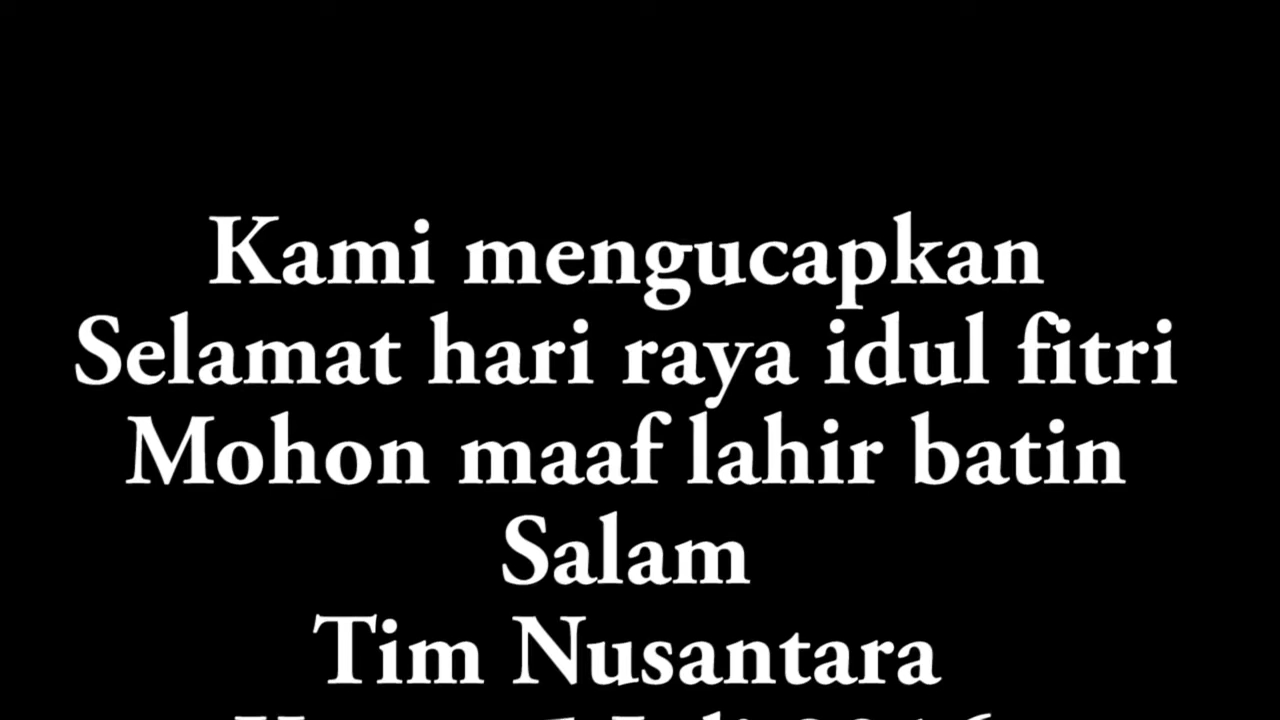 Kami mengucapkan
Selamat hari raya idul fitri
Mohon maaf lahir batin
Salam
Tim Nusantara